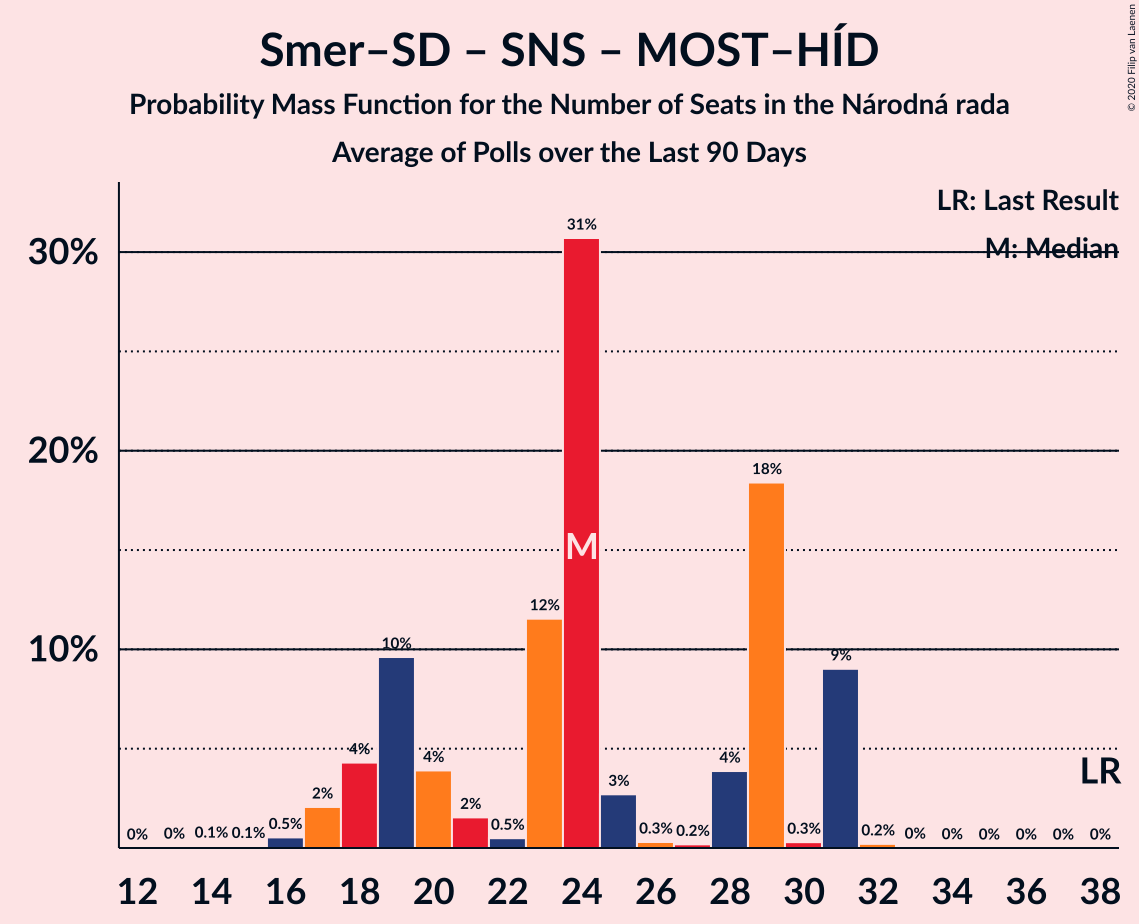 Smer–SD – SNS – MOST–HÍD
Probability Mass Function for the Number of Seats in the Národná rada
Average of Polls over the Last 90 Days
© 2020 Filip van Laenen
LR: Last Result
M: Median
30%
20%
10%
0% 0% 0.1% 0.1% 0.5% 2% 4% 10% 4% 2% 0.5% 12% 31% 3% 0.3% 0.2% 4% 18% 0.3% 9% 0.2% 0% 0% 0% 0% 0% 0%
M
LR
12 14 16 18 20 22 24 26 28 30 32 34 36 38